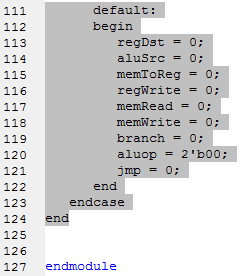 111 default:
112 begin
113 regDst = 0;
114 aluSrc = 0;
115 memToReg = 0;
116 regWrite = 0;
117 memRead = 0;
118 memWrite = 0;
119 branch = 0;
120 aluop = 2'b00;
121 jmp = 0;
122 end
123 endcase
124 end
125
126
127 endmodule